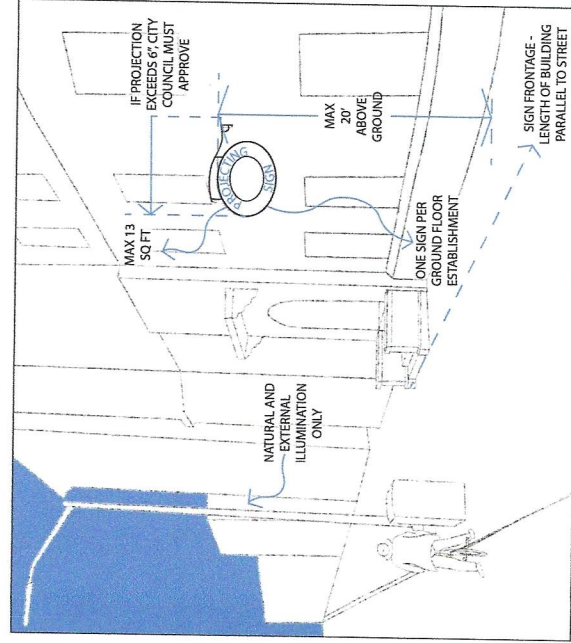 IF PROJECTION
EXCEEDS 6", CITY
COUNCIL MUST
APPROVE
MAX 13
SQ FT
PROJECTING
SIGN
MAX
20'
ABOVE
GROUND
NATURAL AND
EXTERNAL
ILLUMINATION
ONLY
ONE SIGN PER
GROUND FLOOR
ESTABLISHMENT
SIGN FRONTAGE -
LENGTH OF BUILDING
PARALLEL TO STREET